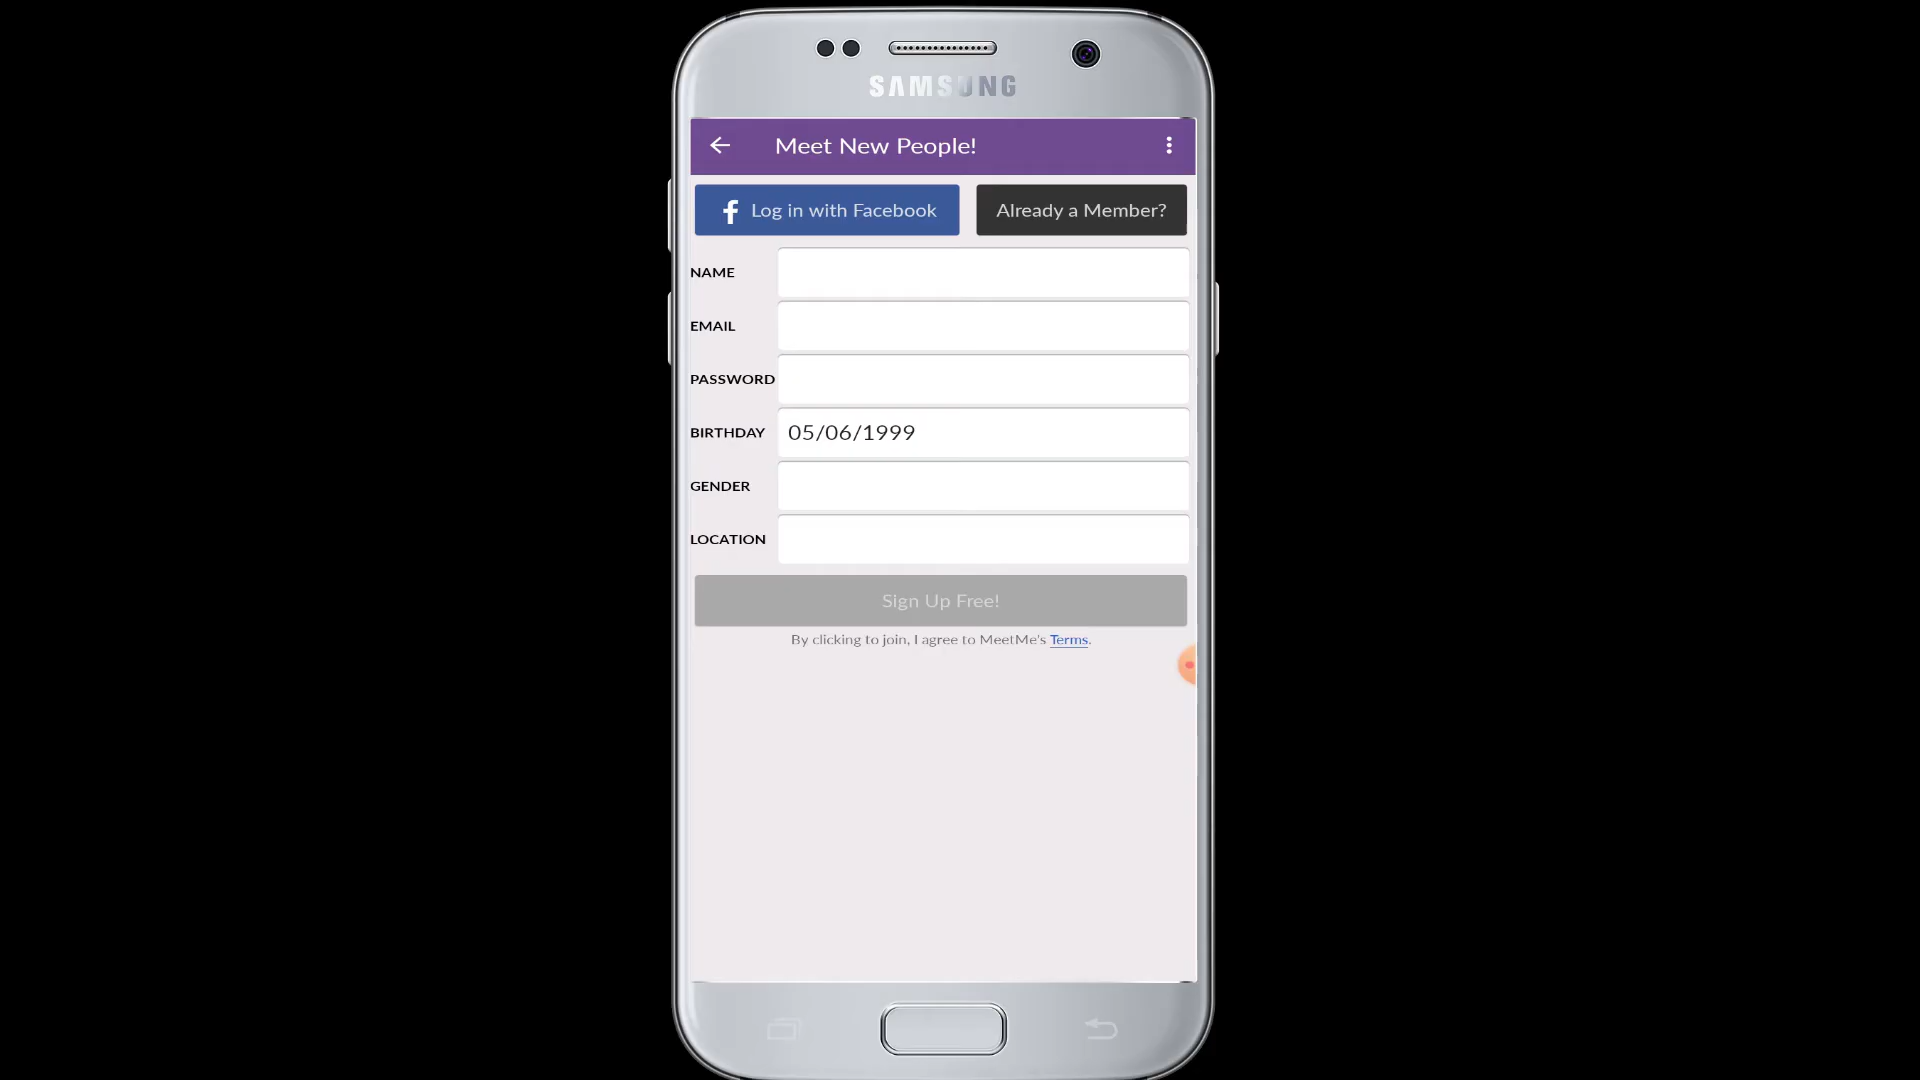 SAMSUNG
Meet New People!
Log in with Facebook
Already a Member?
NAME
EMAIL
PASSWORD
BIRTHDAY
05/06/1999
GENDER
LOCATION
Sign Up Free!
By clicking to join, I agree to MeetMe's Terms.